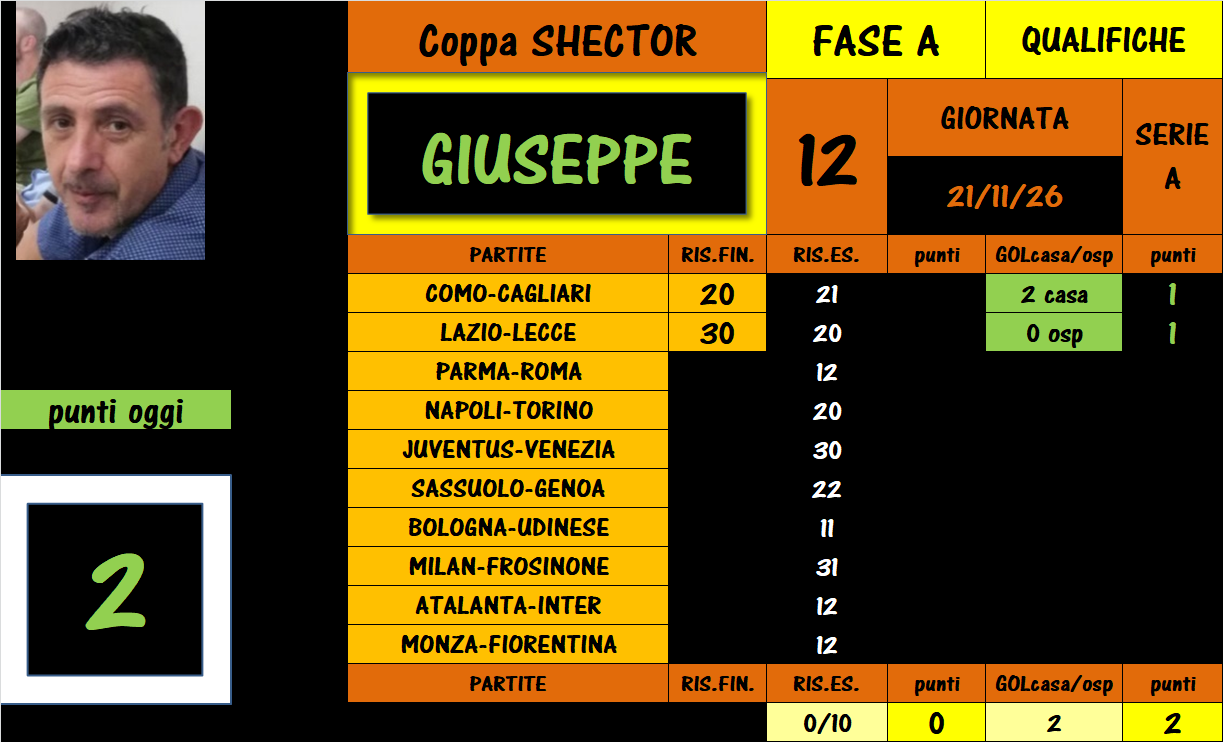 Coppa SHECTOR
FASE A
QUALIFICHE
GIUSEPPE
12
GIORNATA
21/11/26
SERIE
A
PARTITE RIS.FIN. RIS.ES. punti GOLcasa/osp punti
COMO-CAGLIARI 20 21 2 casa 1
LAZIO-LECCE 30 20 0 osp 1
PARMA-ROMA 12
NAPOLI-TORINO 20
JUVENTUS-VENEZIA 30
SASSUOLO-GENOA 22
BOLOGNA-UDINESE 11
MILAN-FROSINONE 31
ATALANTA-INTER 12
MONZA-FIORENTINA 12
PARTITE RIS.FIN. RIS.ES. punti GOLcasa/osp punti
0/10 0 2 2
punti oggi
2